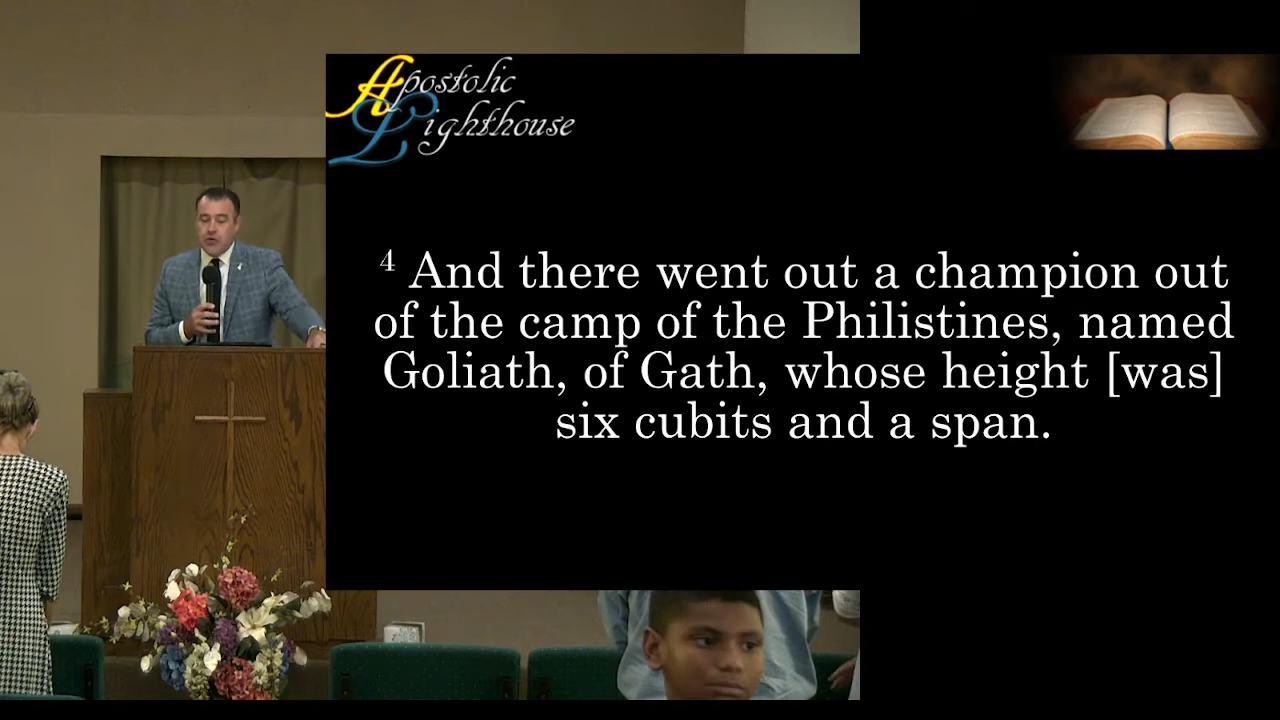 Apostolic
Lighthouse
4 And there went out a champion out
of the camp of the Philistines, named
Goliath, of Gath, whose height [was]
six cubits and a span.